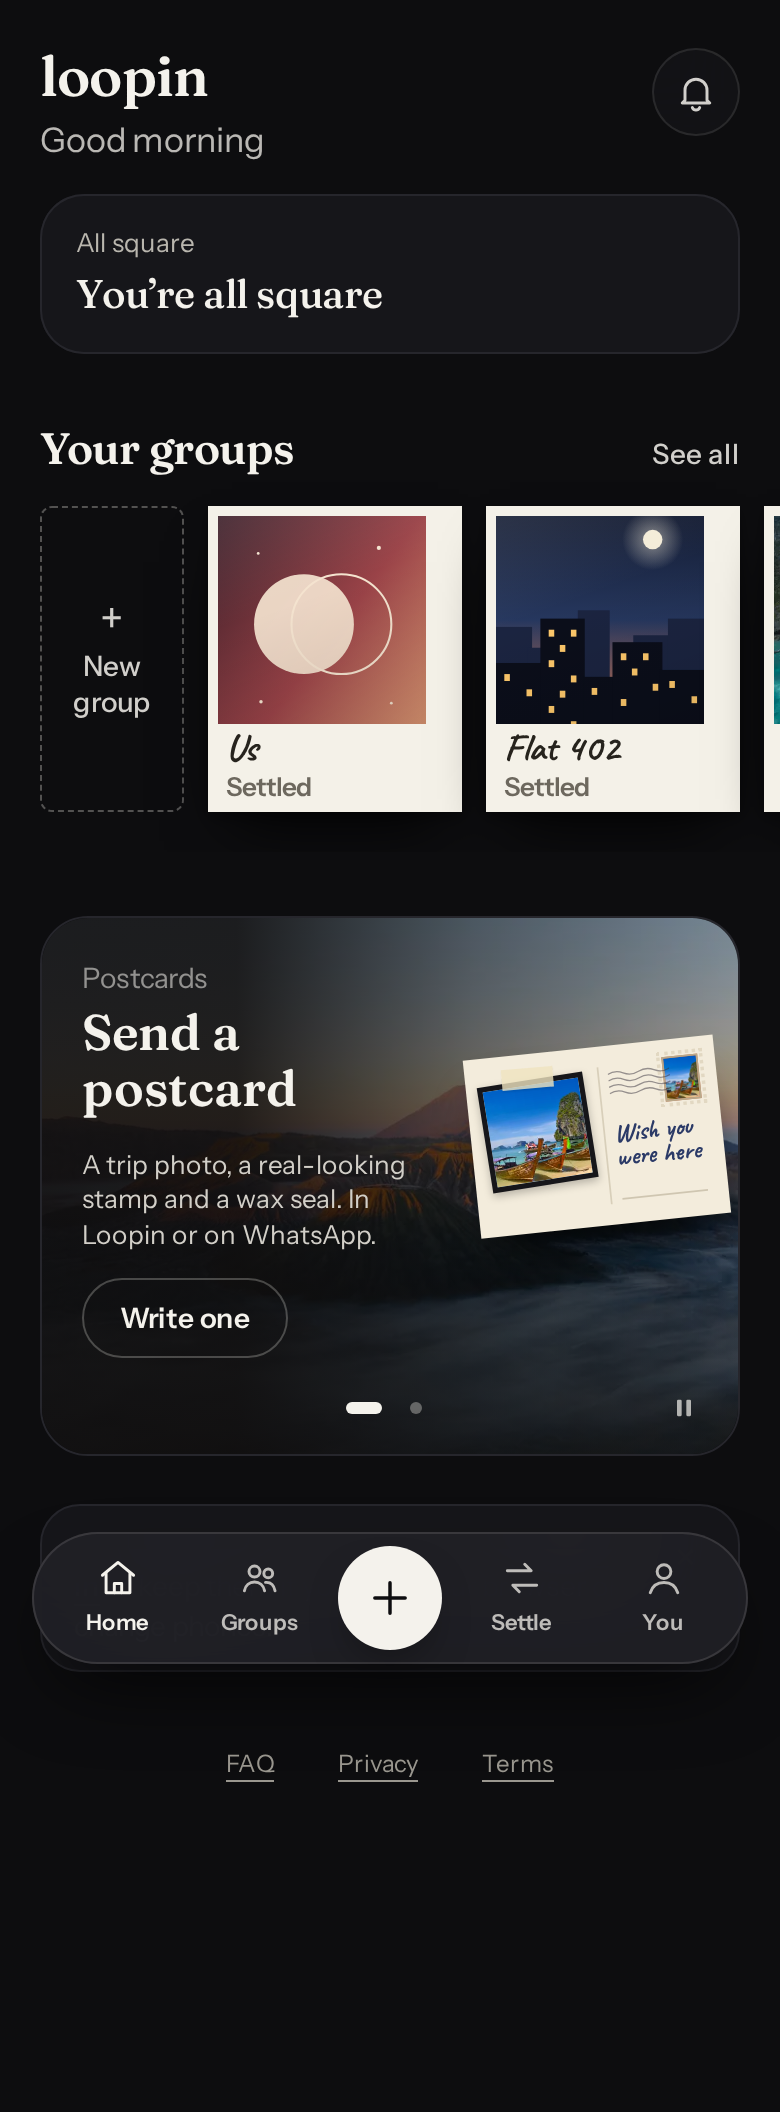 loopin
Good morning
All square
You’re all square
Your groups
See all
+
New
group
Us
Settled
Flat 402
Settled
Postcards
Send a
postcard
A trip photo, a real-looking
stamp and a wax seal. In
Loopin or on WhatsApp.
Wish you
were here
Write one
Home
Groups
Settle
You
FAQ
Privacy
Terms